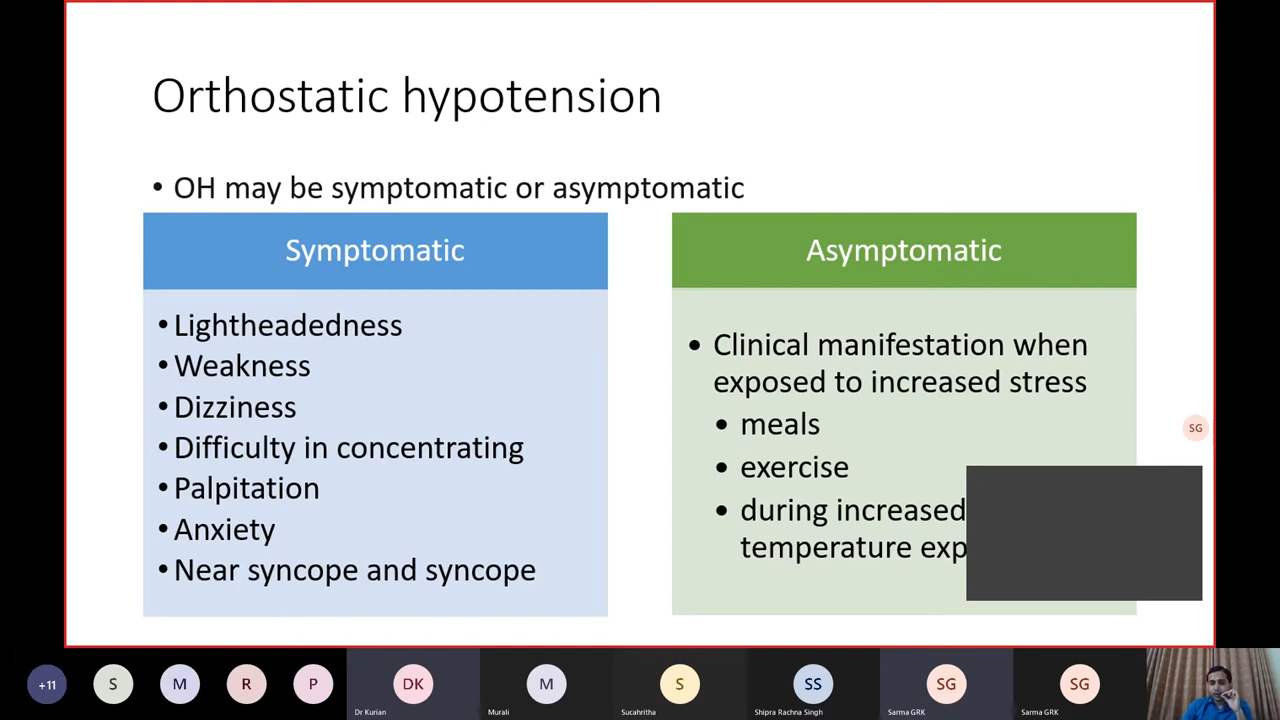 Orthostatic hypotension
• OH may be symptomatic or asymptomatic
Symptomatic
•Lightheadedness
•Weakness
•Dizziness
•Difficulty in concentrating
•Palpitation
•Anxiety
•Near syncope and syncope
Asymptomatic
• Clinical manifestation when
exposed to increased stress
• meals
• exercise
• during increased
temperature
SG
+11
S
M
R
P
DK
Dr Kurian
M
Murali
S
Sucahritha
SS
Shipra Rachna Singh
SG
Sarma GRK
SG
Sarma GRK